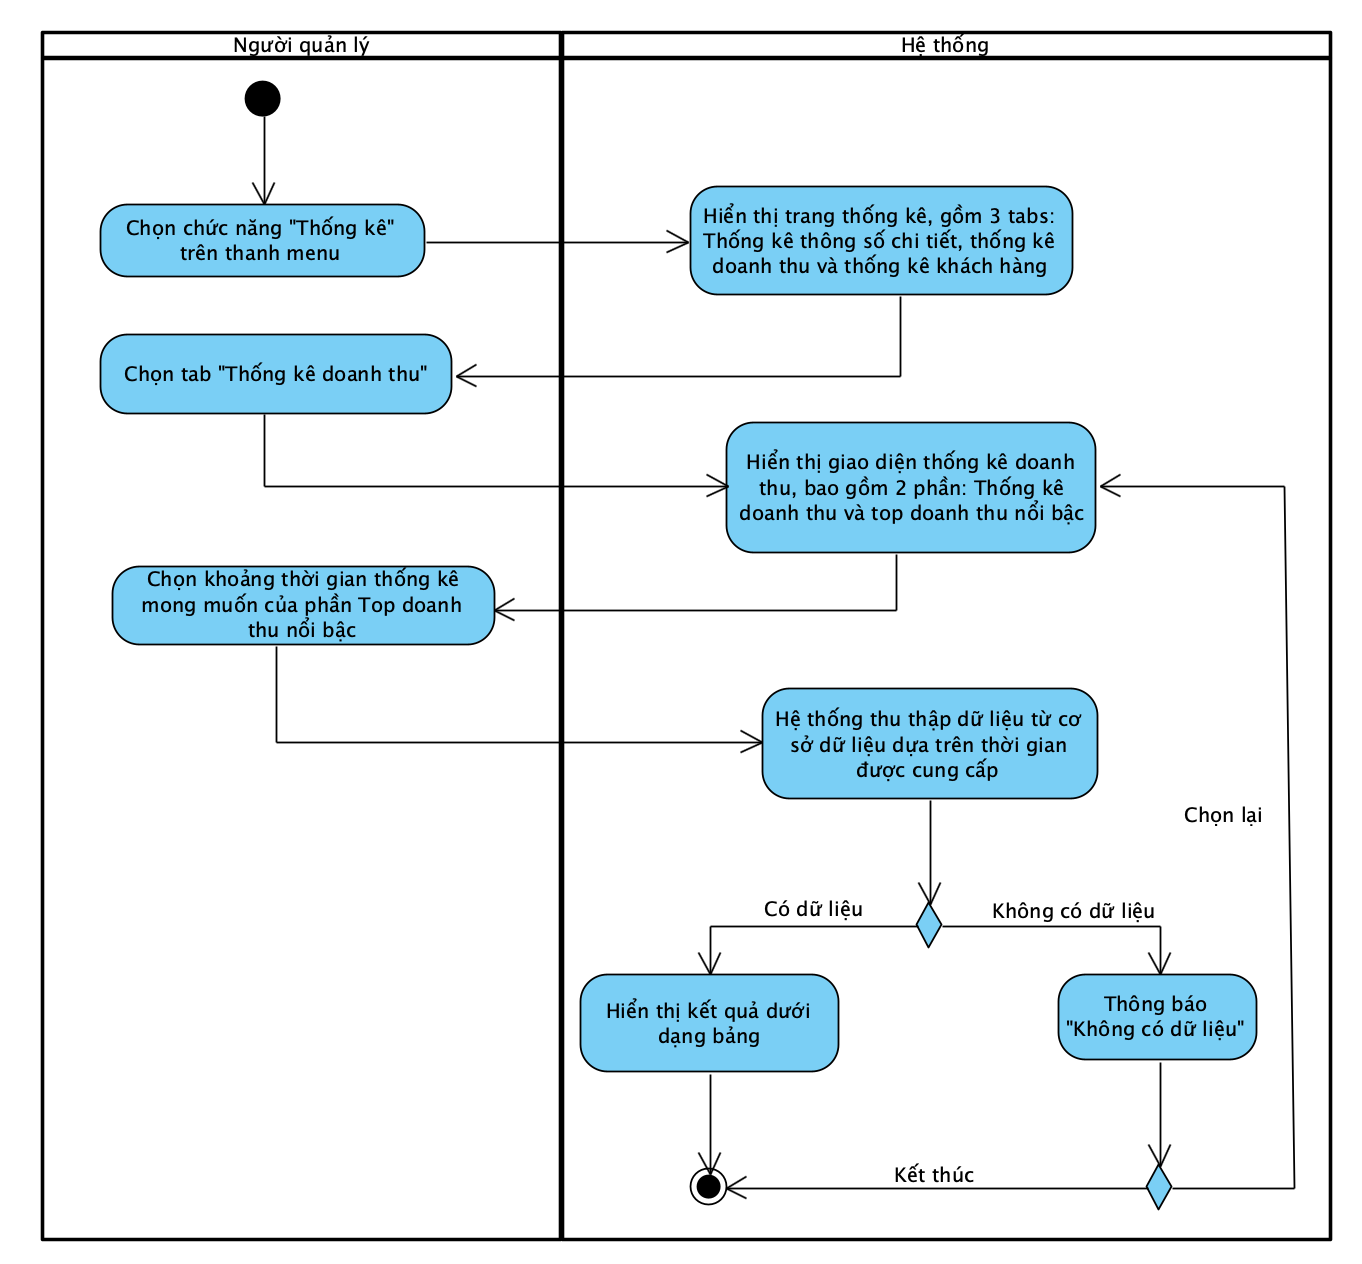 Người quản lý
Hệ thống
Chọn chức năng "Thống kê"
trên thanh menu
Hiển thị trang thống kê, gồm 3 tabs:
Thống kê thông số chi tiết, thống kê
doanh thu và thống kê khách hàng
Chọn tab "Thống kê doanh thu"
Hiển thị giao diện thống kê doanh
thu, bao gồm 2 phần: Thống kê
doanh thu và top doanh thu nổi bậc
Chọn khoảng thời gian thống kê
mong muốn của phần Top doanh
thu nổi bậc
Hệ thống thu thập dữ liệu từ cơ
sở dữ liệu dựa trên thời gian
được cung cấp
Chọn lại
Có dữ liệu
Không có dữ liệu
Hiển thị kết quả dưới
dạng bảng
Thông báo
"Không có dữ liệu"
Kết thúc